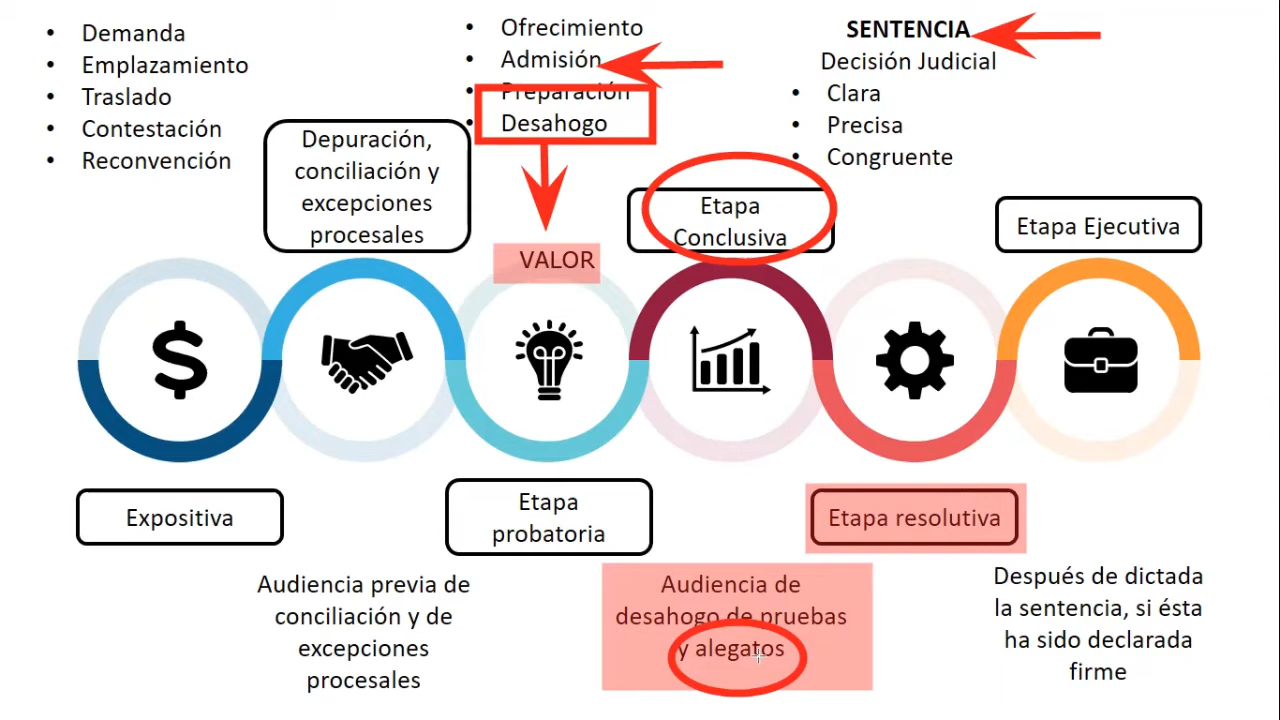 • Demanda
• Emplazamiento
• Traslado
• Contestación
• Reconvención
Depuración,
conciliación y
excepciones
procesales
• Ofrecimiento
• Admisión
• Preparación
• Desahogo
VALOR
SENTENCIA
Decisión Judicial
• Clara
• Precisa
• Congruente
Etapa
Conclusiva
Etapa Ejecutiva
Expositiva
Etapa
probatoria
Etapa resolutiva
Audiencia previa de
conciliación y de
excepciones
procesales
Audiencia de
desahogo de pruebas
y alegatos
Después de dictada
la sentencia, si ésta
ha sido declarada
firme